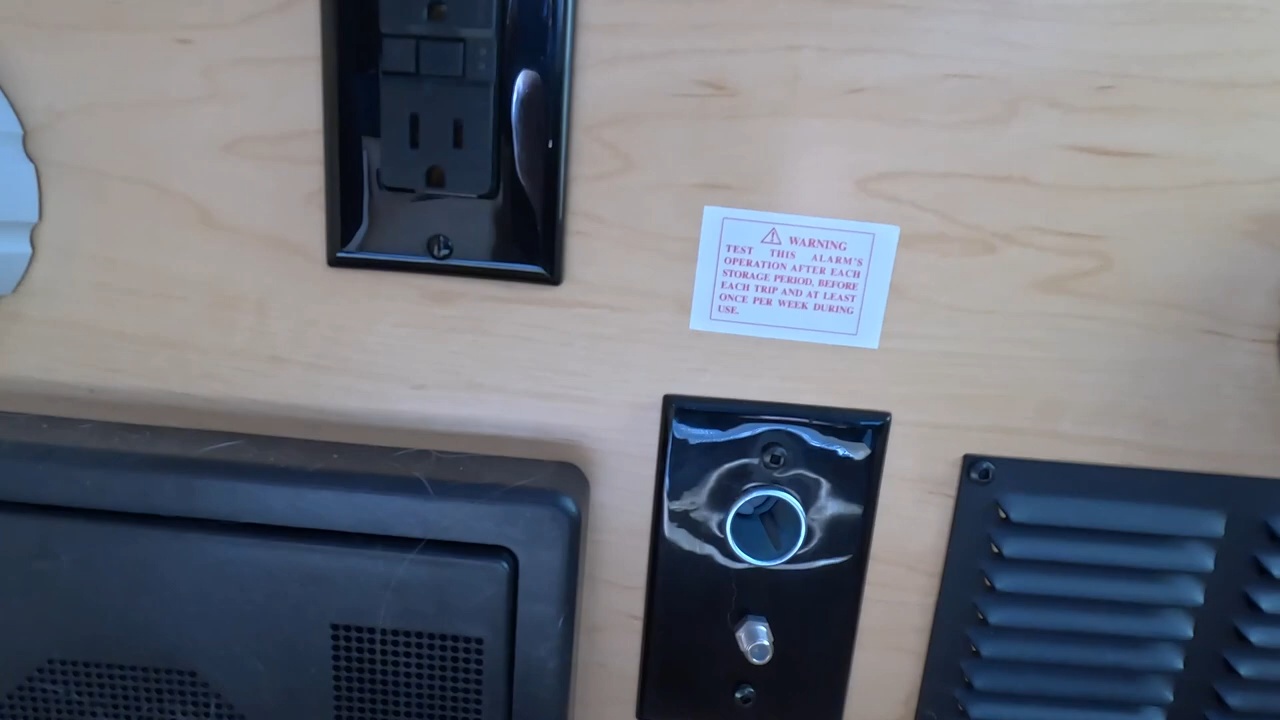 WARNING
TEST THIS ALARM'S
OPERATION AFTER EACH
STORAGE PERIOD, BEFORE
EACH TRIP AND AT LEAST
ONCE PER WEEK DURING
USE.